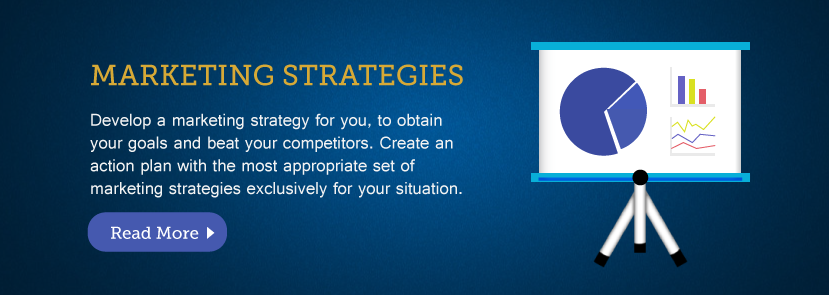 MARKETING STRATEGIES
Develop a marketing strategy for you, to obtain
your goals and beat your competitors. Create an
action plan with the most appropriate set of
marketing strategies exclusively for your situation.
Read More